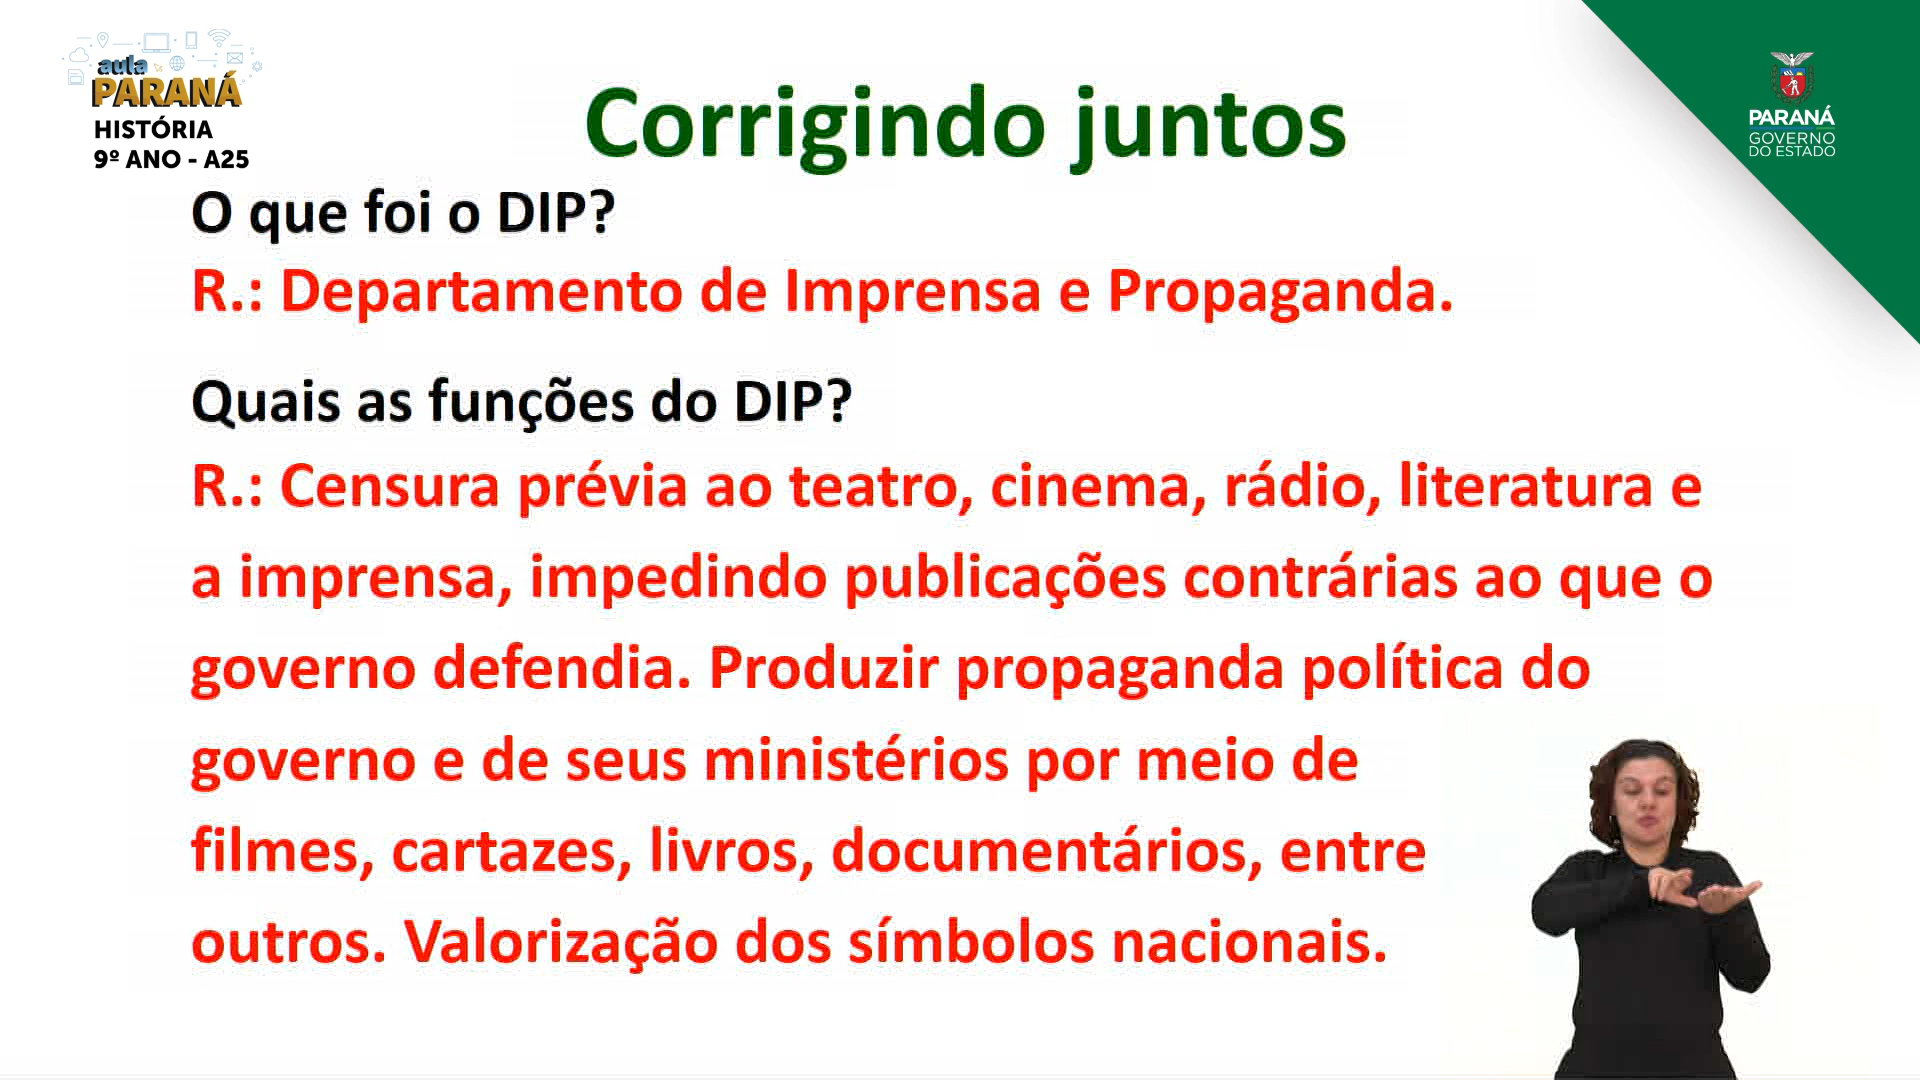 aula
PARANÁ
HISTÓRIA
9º ANO - A25
Corrigindo juntos
PARANÁ
GOVERNO
DO ESTADO
O que foi o DIP?
R.: Departamento de Imprensa e Propaganda.
Quais as funções do DIP?
R.: Censura prévia ao teatro, cinema, rádio, literatura e
a imprensa, impedindo publicações contrárias ao que o
governo defendia. Produzir propaganda política do
governo e de seus ministérios por meio de
filmes, cartazes, livros, documentários, entre
outros. Valorização dos símbolos nacionais.